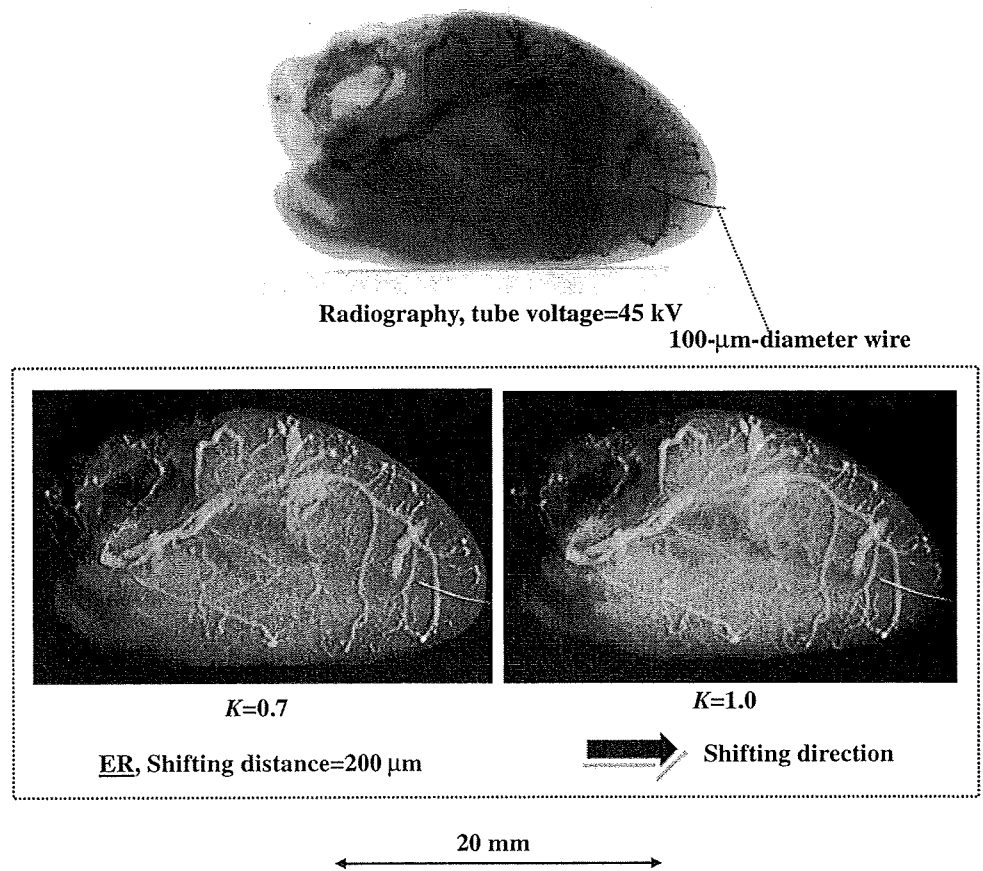 Radiography, tube voltage=45 kV
100-μm-diameter wire
K=0.7
K=1.0
ER, Shifting distance=200 μm
Shifting direction
20 mm